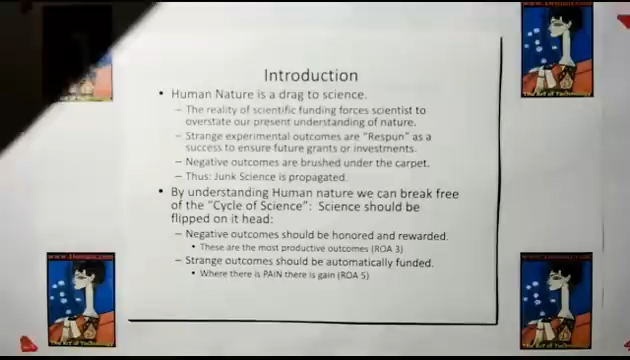 Introduction
• Human Nature is a drag to science.
– The reality of scientific funding forces scientist to
overstate our present understanding of nature.
– Strange experimental outcomes are “Respun” as a
success to ensure future grants or investments.
– Negative outcomes are brushed under the carpet.
– Thus: Junk Science is propagated.
• By understanding Human nature we can break free
of the “Cycle of Science”: Science should be
flipped on it head:
– Negative outcomes should be honored and rewarded.
• These are the most productive outcomes (ROA 3)
– Strange outcomes should be automatically funded.
• Where there is PAIN there is gain (ROA 5)
The Art of Technology
The Art of Technology
The Art of Technology